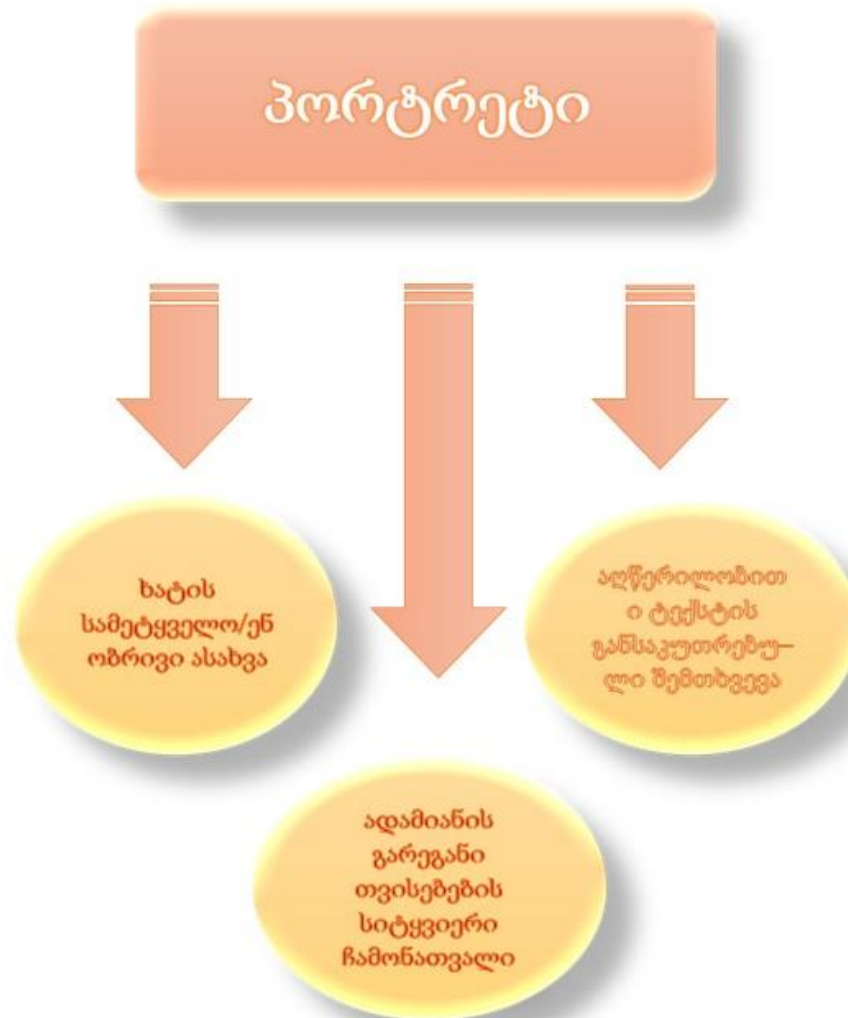 პორტრეტი
ხატის
სამეტყველო/ენ
ობრივი ასახვა
აღწერილობით
ი ტექსტის
განსაკუთრებუ–
ლი შემთხვევა
ადამიანის
გარეგანი
თვისებების
სიტყვიერი
ჩამონათვალი